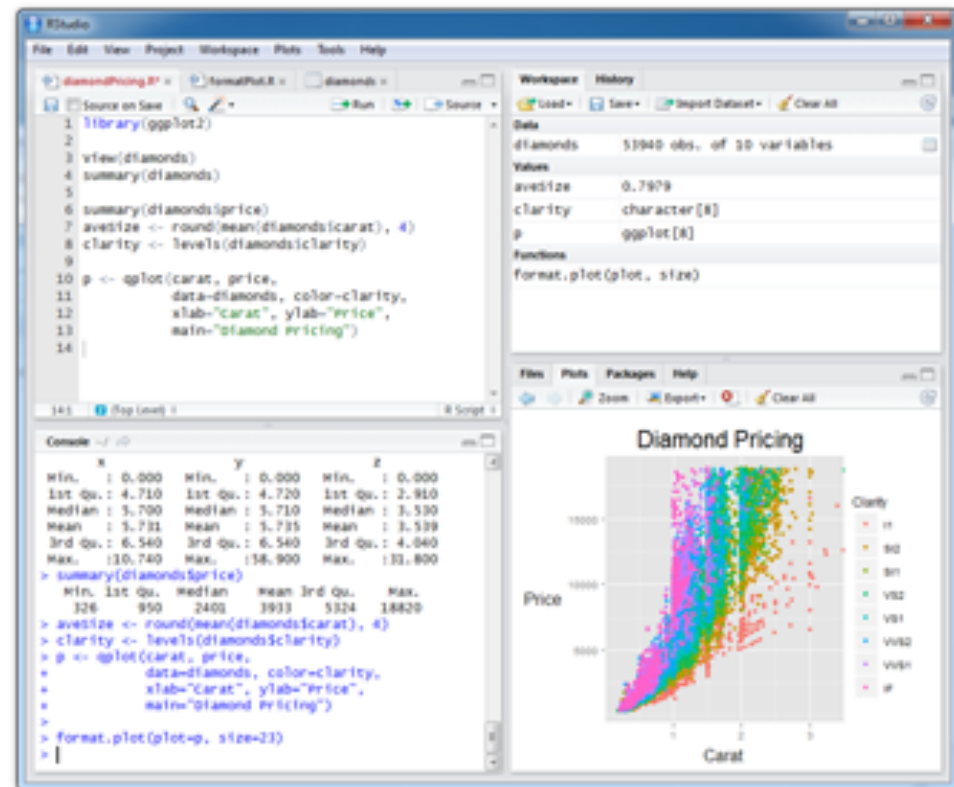 RStudio
File Edit View Project Workspace Plots Tools Help
diamondPricing.R* formatPlot.R diamonds
Source on Save Run Source
1 library(ggplot2)
2
3 view(diamonds)
4 summary(diamonds)
5
6 summary(diamonds$price)
7 aveSize <- round(mean(diamonds$carat), 4)
8 clarity <- levels(diamonds$clarity)
9
10 p <- qplot(carat, price,
11 data=diamonds, color=clarity,
12 xlab="Carat", ylab="Price",
13 main="Diamond Pricing")
14
14:1 (Top Level) R Script
Console ~/
x y z
Min. : 0.000 Min. : 0.000 Min. : 0.000
1st Qu.: 4.710 1st Qu.: 4.720 1st Qu.: 2.910
Median : 5.700 Median : 5.710 Median : 3.530
Mean : 5.731 Mean : 5.735 Mean : 3.539
3rd Qu.: 6.540 3rd Qu.: 6.540 3rd Qu.: 4.040
Max. :10.740 Max. :58.900 Max. :31.800
> summary(diamonds$price)
Min. 1st Qu. Median Mean 3rd Qu. Max.
326 950 2401 3933 5324 18820
> aveSize <- round(mean(diamonds$carat), 4)
> clarity <- levels(diamonds$clarity)
> p <- qplot(carat, price,
+ data=diamonds, color=clarity,
+ xlab="Carat", ylab="Price",
+ main="Diamond Pricing")
>
> format.plot(plot=p, size=23)
>
Workspace History
Load Save Import Dataset Clear All
Data
diamonds 53940 obs. of 10 variables
Values
aveSize 0.7979
clarity character[8]
p ggplot[8]
Functions
format.plot(plot, size)
Files Plots Packages Help
Zoom Export Clear All
Diamond Pricing
Price
15000
10000
5000
1 2 3
Carat
Clarity
I1
SI2
SI1
VS2
VS1
VVS2
VVS1
IF